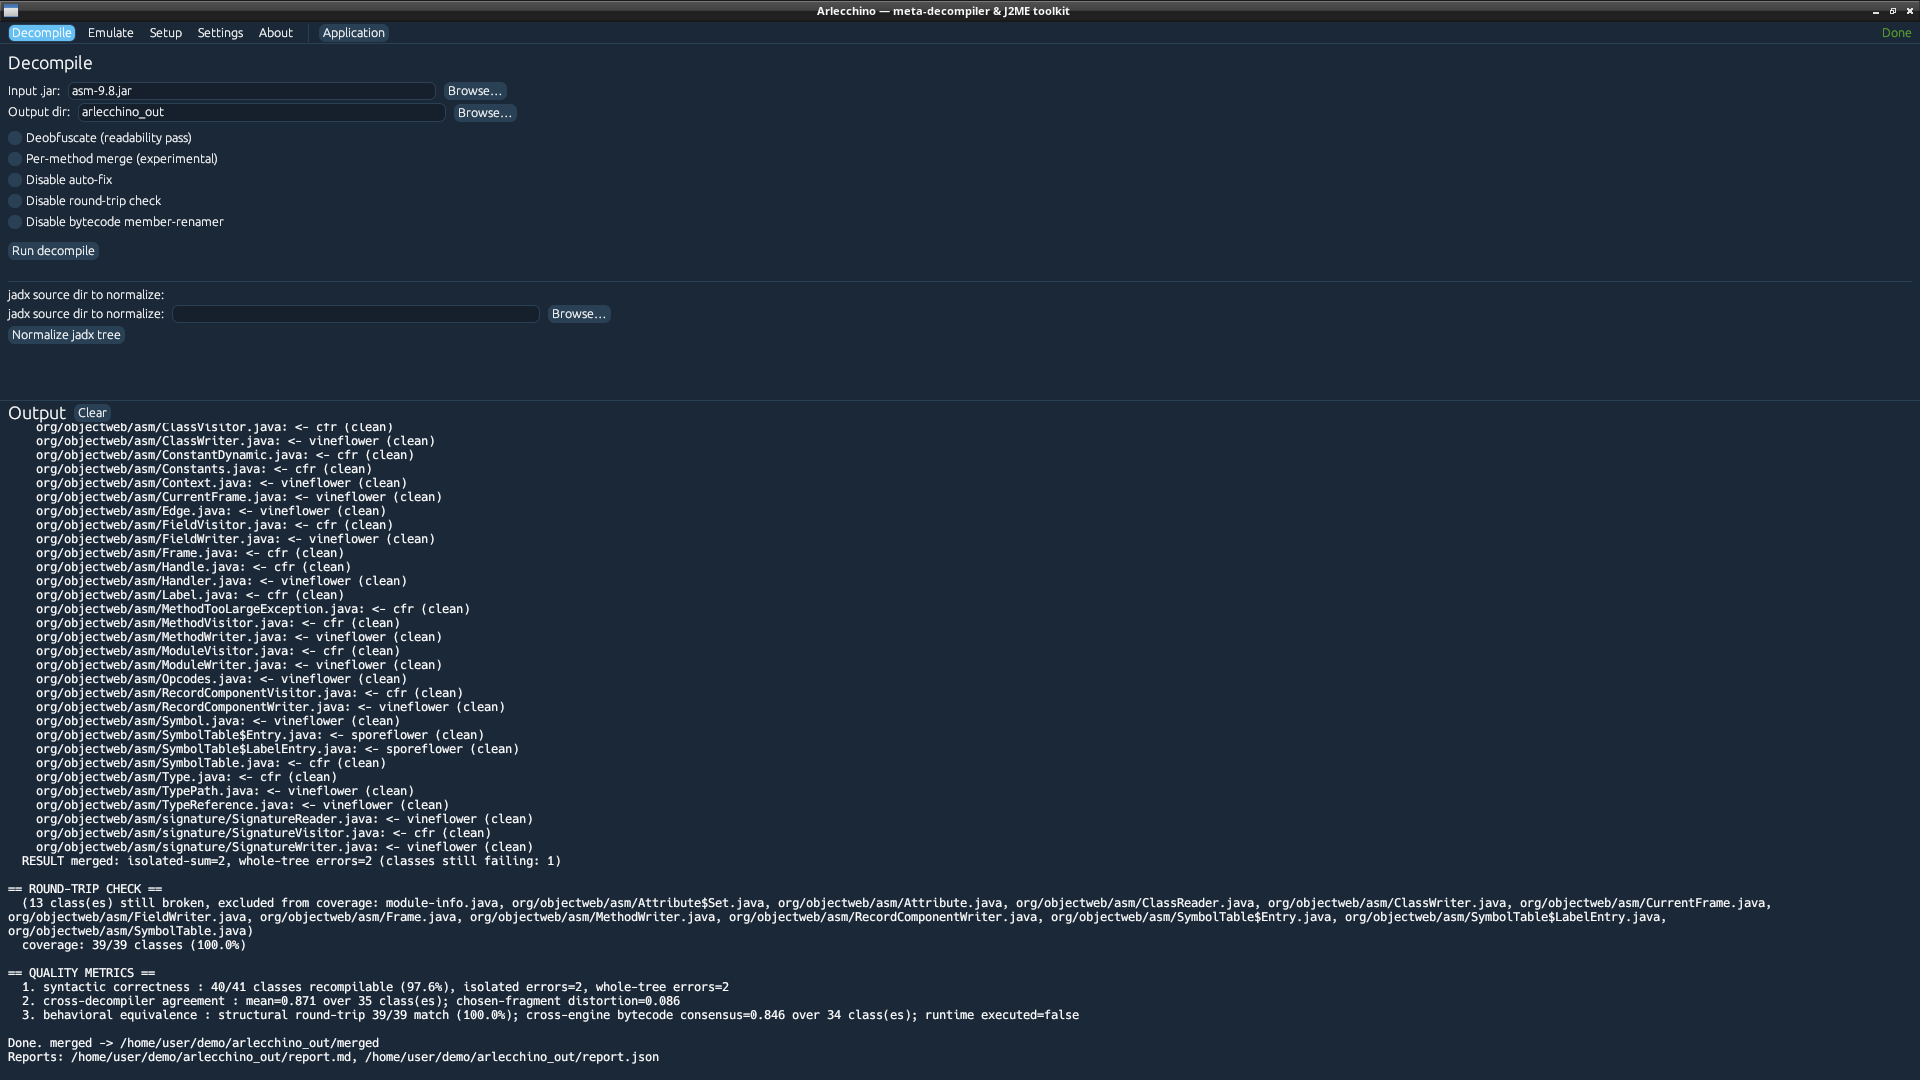 Arlecchino — meta-decompiler & J2ME toolkit
Decompile Emulate Setup Settings About Application Done
Decompile
Input .jar: asm-9.8.jar Browse...
Output dir: arlecchino_out Browse...
Deobfuscate (readability pass)
Per-method merge (experimental)
Disable auto-fix
Disable round-trip check
Disable bytecode member-renamer
Run decompile
jadx source dir to normalize:
jadx source dir to normalize: Browse...
Normalize jadx tree
Output Clear
org/objectweb/asm/ClassVisitor.java: <- cfr (clean)
org/objectweb/asm/ClassWriter.java: <- vineflower (clean)
org/objectweb/asm/ConstantDynamic.java: <- cfr (clean)
org/objectweb/asm/Constants.java: <- cfr (clean)
org/objectweb/asm/Context.java: <- vineflower (clean)
org/objectweb/asm/CurrentFrame.java: <- vineflower (clean)
org/objectweb/asm/Edge.java: <- vineflower (clean)
org/objectweb/asm/FieldVisitor.java: <- cfr (clean)
org/objectweb/asm/FieldWriter.java: <- vineflower (clean)
org/objectweb/asm/Frame.java: <- cfr (clean)
org/objectweb/asm/Handle.java: <- cfr (clean)
org/objectweb/asm/Handler.java: <- vineflower (clean)
org/objectweb/asm/Label.java: <- cfr (clean)
org/objectweb/asm/MethodTooLargeException.java: <- cfr (clean)
org/objectweb/asm/MethodVisitor.java: <- cfr (clean)
org/objectweb/asm/MethodWriter.java: <- vineflower (clean)
org/objectweb/asm/ModuleVisitor.java: <- cfr (clean)
org/objectweb/asm/ModuleWriter.java: <- vineflower (clean)
org/objectweb/asm/Opcodes.java: <- vineflower (clean)
org/objectweb/asm/RecordComponentVisitor.java: <- cfr (clean)
org/objectweb/asm/RecordComponentWriter.java: <- vineflower (clean)
org/objectweb/asm/Symbol.java: <- vineflower (clean)
org/objectweb/asm/SymbolTable$Entry.java: <- sporeflower (clean)
org/objectweb/asm/SymbolTable$LabelEntry.java: <- sporeflower (clean)
org/objectweb/asm/SymbolTable.java: <- cfr (clean)
org/objectweb/asm/Type.java: <- cfr (clean)
org/objectweb/asm/TypePath.java: <- vineflower (clean)
org/objectweb/asm/TypeReference.java: <- vineflower (clean)
org/objectweb/asm/signature/SignatureReader.java: <- vineflower (clean)
org/objectweb/asm/signature/SignatureVisitor.java: <- cfr (clean)
org/objectweb/asm/signature/SignatureWriter.java: <- vineflower (clean)
RESULT merged: isolated-sum=2, whole-tree errors=2 (classes still failing: 1)
== ROUND-TRIP CHECK ==
(13 class(es) still broken, excluded from coverage: module-info.java, org/objectweb/asm/Attribute$Set.java, org/objectweb/asm/Attribute.java, org/objectweb/asm/ClassReader.java, org/objectweb/asm/ClassWriter.java, org/objectweb/asm/CurrentFrame.java,
org/objectweb/asm/FieldWriter.java, org/objectweb/asm/Frame.java, org/objectweb/asm/MethodWriter.java, org/objectweb/asm/RecordComponentWriter.java, org/objectweb/asm/SymbolTable$Entry.java, org/objectweb/asm/SymbolTable$LabelEntry.java,
org/objectweb/asm/SymbolTable.java)
coverage: 39/39 classes (100.0%)
== QUALITY METRICS ==
1. syntactic correctness : 40/41 classes recompilable (97.6%), isolated errors=2, whole-tree errors=2
2. cross-decompiler agreement : mean=0.871 over 35 class(es); chosen-fragment distortion=0.086
3. behavioral equivalence : structural round-trip 39/39 match (100.0%); cross-engine bytecode consensus=0.846 over 34 class(es); runtime executed=false
Done. merged -> /home/user/demo/arlecchino_out/merged
Reports: /home/user/demo/arlecchino_out/report.md, /home/user/demo/arlecchino_out/report.json